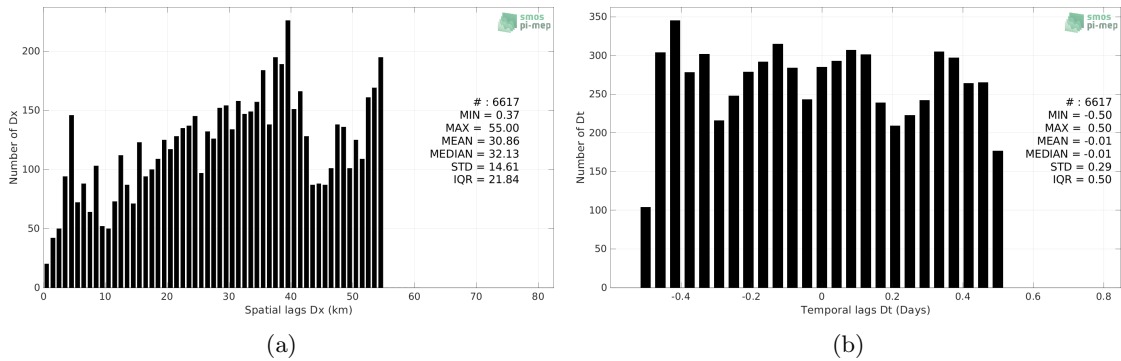 smos
pi-mep
200
150
100
50
0
Number of Dx
# : 6617
MIN = 0.37
MAX = 55.00
MEAN = 30.86
MEDIAN = 32.13
STD = 14.61
IQR = 21.84
0 10 20 30 40 50 60 70 80
Spatial lags Dx (km)
(a)
smos
pi-mep
350
300
250
200
150
100
50
0
Number of Dt
# : 6617
MIN = -0.50
MAX = 0.50
MEAN = -0.01
MEDIAN = -0.01
STD = 0.29
IQR = 0.50
-0.4 -0.2 0 0.2 0.4 0.6 0.8
Temporal lags Dt (Days)
(b)